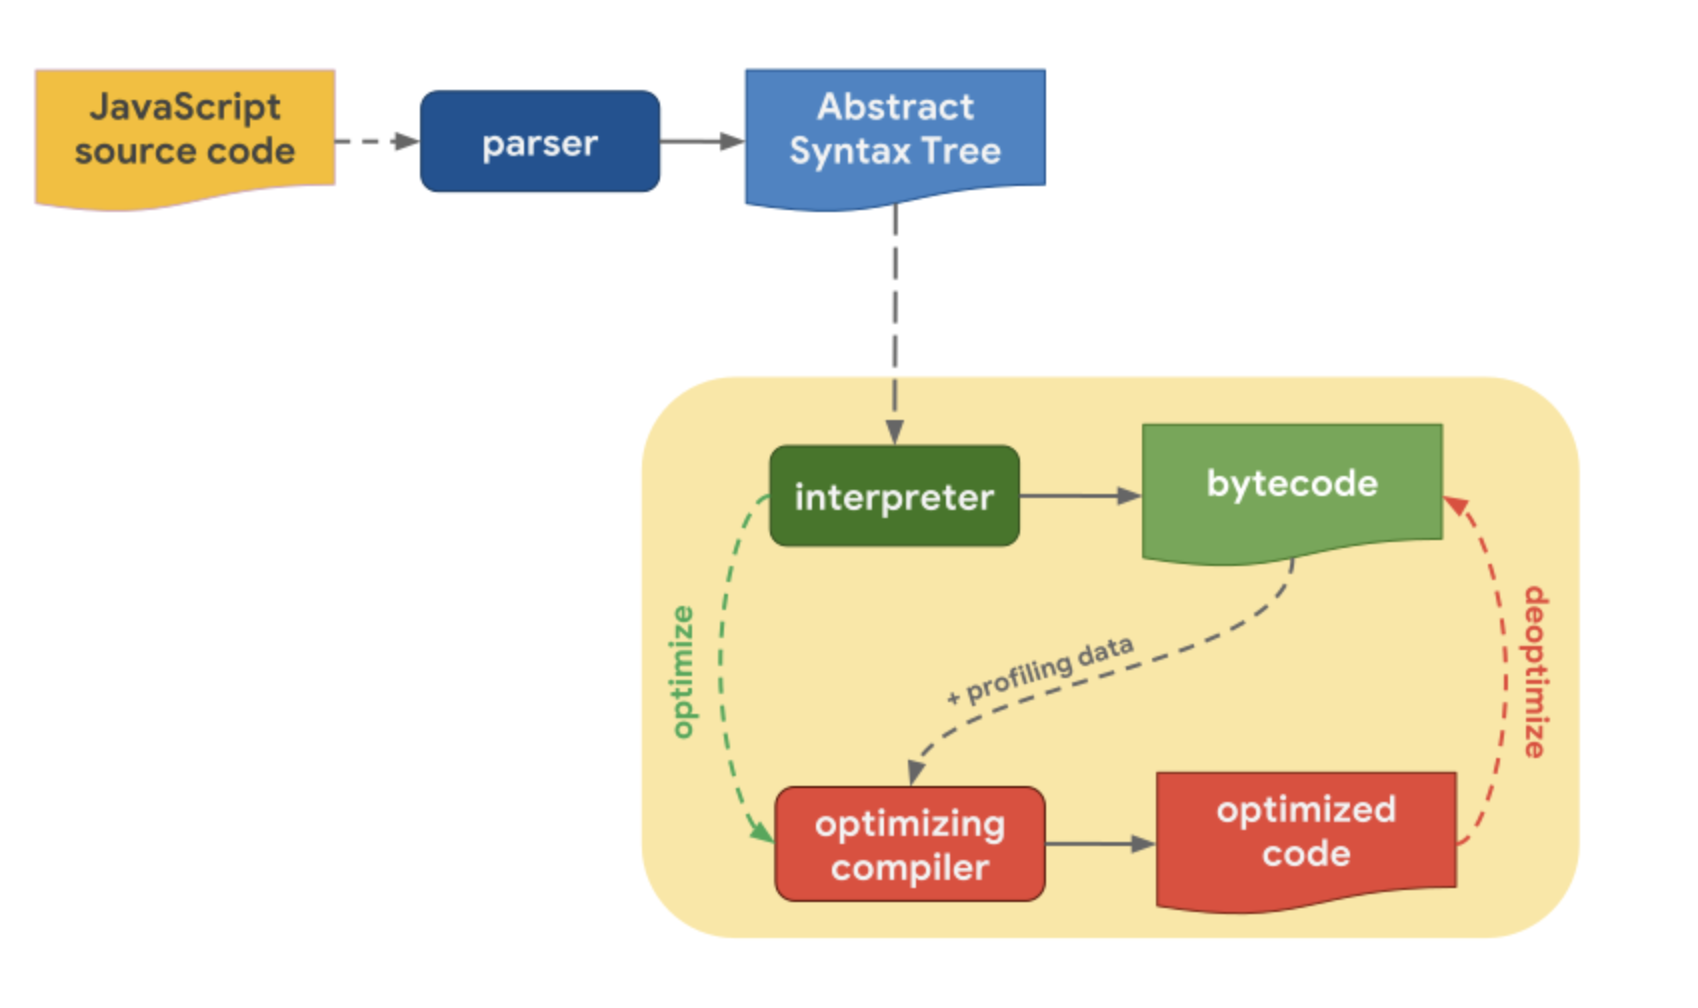 JavaScript
source code
parser
Abstract
Syntax Tree
interpreter
bytecode
optimize
+ profiling data
deoptimize
optimizing
compiler
optimized
code